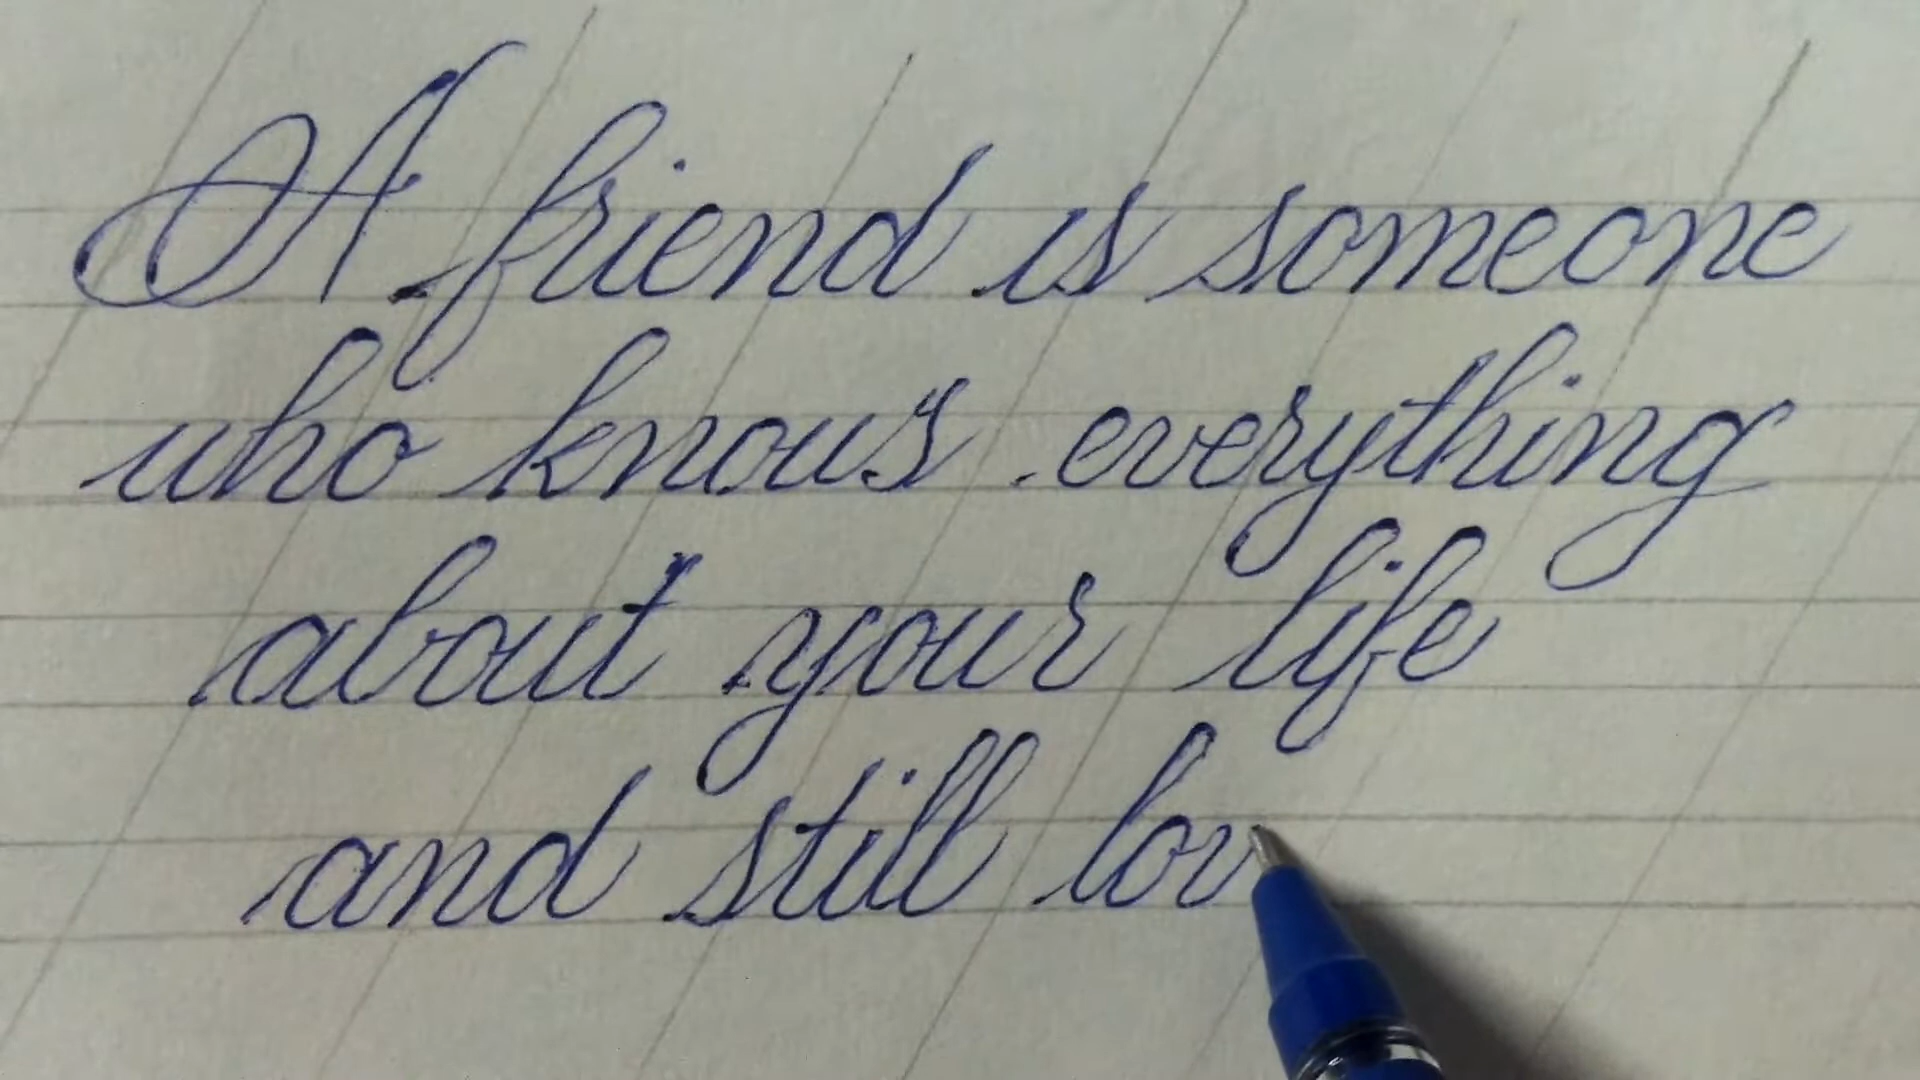 A friend is someone
who knows everything
about your life
and still lov